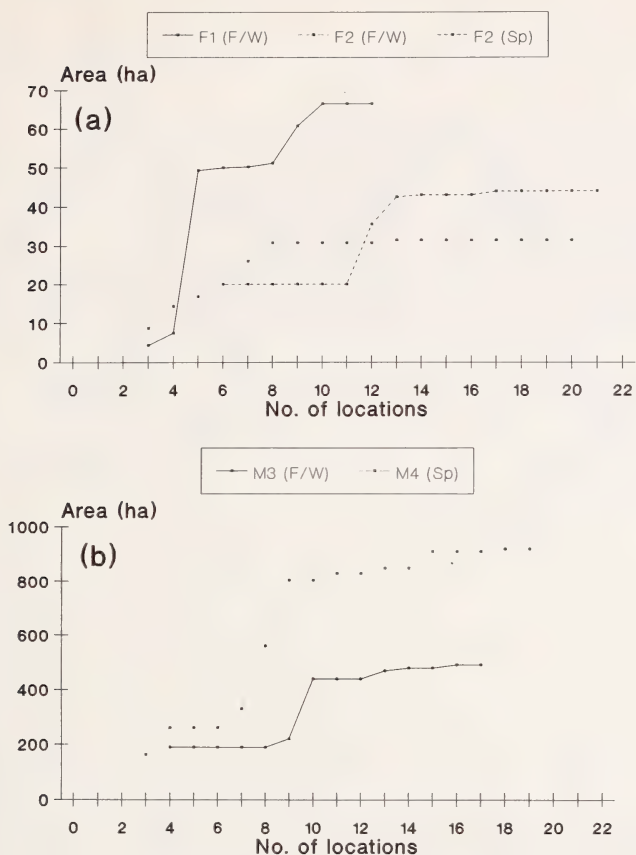 F1 (F/W) F2 (F/W) F2 (Sp)
Area (ha)
70
(a)
60
50
40
30
20
10
0
0 2 4 6 8 10 12 14 16 18 20 22
No. of locations
M3 (F/W) M4 (Sp)
Area (ha)
1000
(b)
800
600
400
200
0
0 2 4 6 8 10 12 14 16 18 20 22
No. of locations